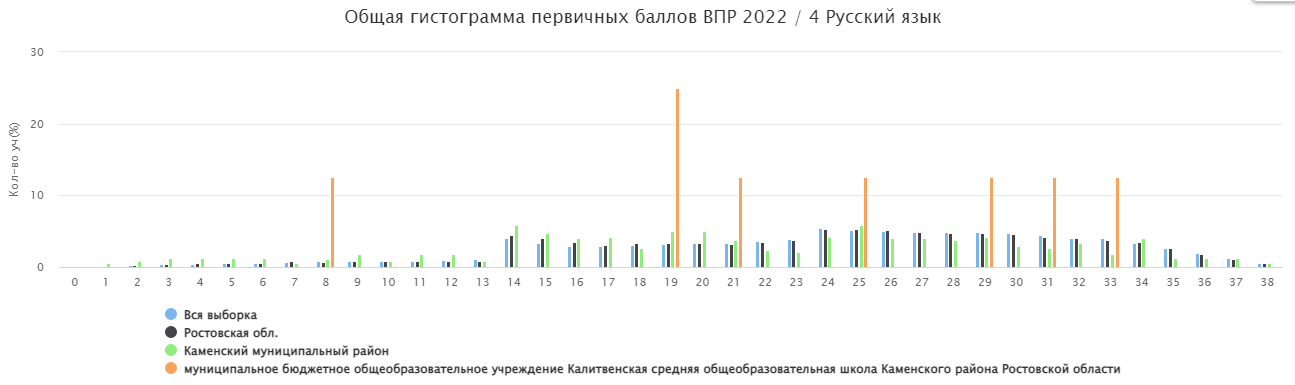 Общая гистограмма первичных баллов ВПР 2022 / 4 Русский язык
Кол-во уч(%)
30
20
10
0
0 1 2 3 4 5 6 7 8 9 10 11 12 13 14 15 16 17 18 19 20 21 22 23 24 25 26 27 28 29 30 31 32 33 34 35 36 37 38
Вся выборка
Ростовская обл.
Каменский муниципальный район
муниципальное бюджетное общеобразовательное учреждение Калитвенская средняя общеобразовательная школа Каменского района Ростовской области